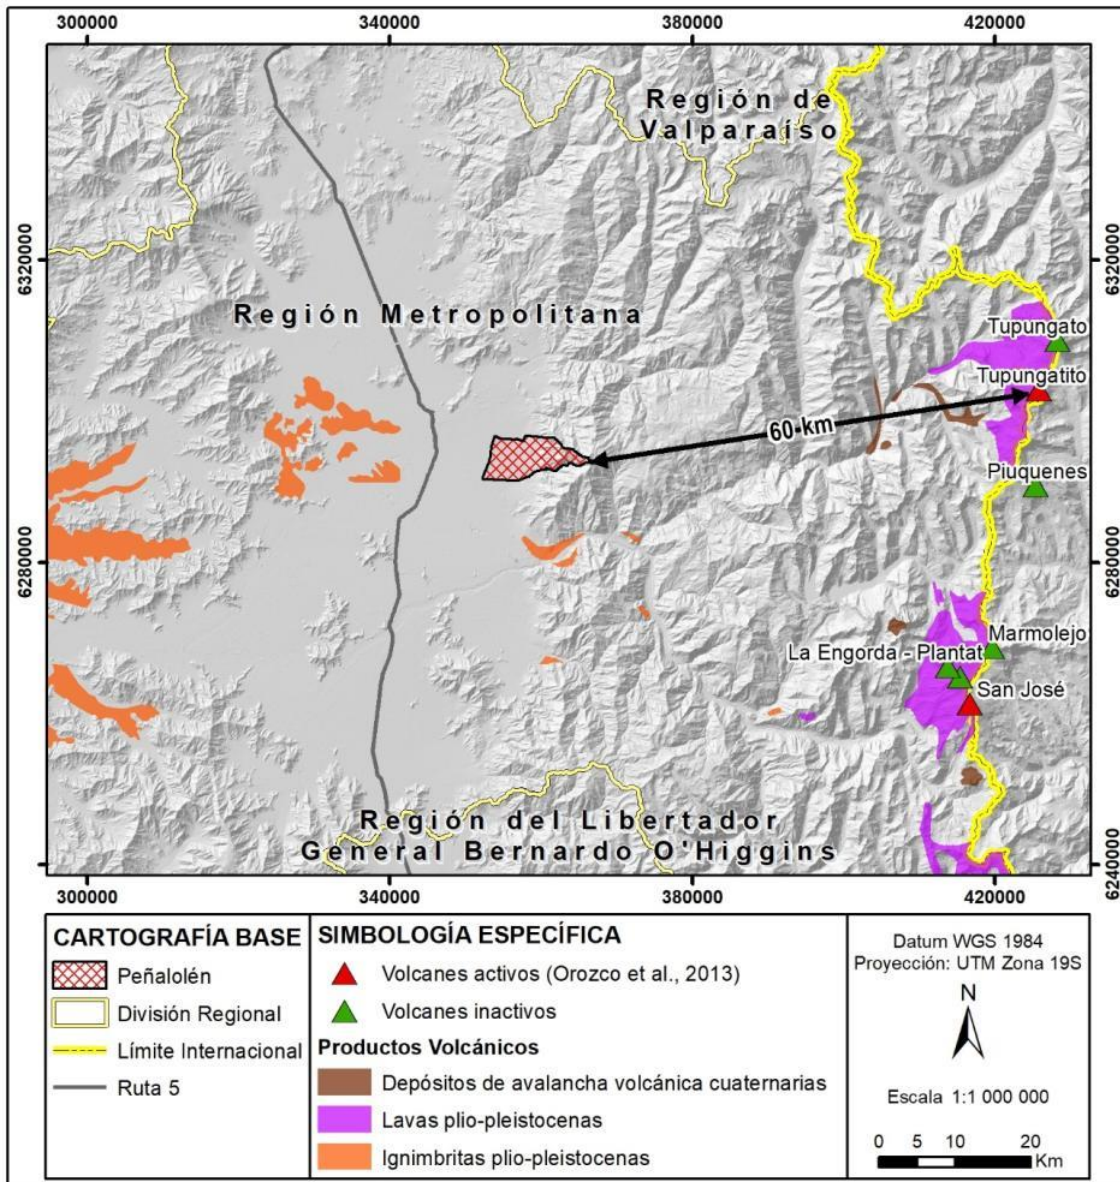 300000
340000
380000
420000
Región de
Valparaíso
6320000
6320000
Región Metropolitana
Tupungato
Tupungatito
60 km
Piuquenes
6280000
6280000
Marmolejo
La Engorda - Plantat
San José
Región del Libertador
General Bernardo O'Higgins
6240000
300000
340000
380000
420000
CARTOGRAFÍA BASE
Peñalolén
División Regional
Límite Internacional
Ruta 5
SIMBOLOGÍA ESPECÍFICA
Volcanes activos (Orozco et al., 2013)
Volcanes inactivos
Productos Volcánicos
Depósitos de avalancha volcánica cuaternarias
Lavas plio-pleistocenas
Ignimbritas plio-pleistocenas
Datum WGS 1984
Proyección: UTM Zona 19S
N
Escala 1:1 000 000
0 5 10 20
Km